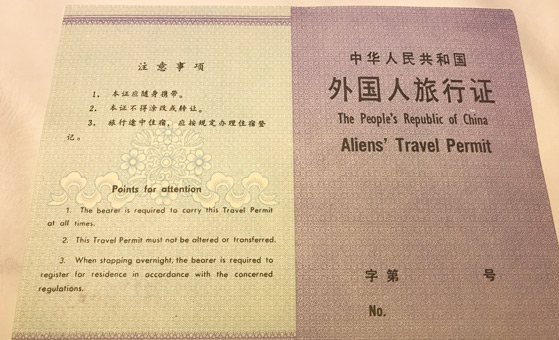 注意事项
1. 本证应随身携带。
2. 本证不得涂改或转让。
3. 旅行途中住宿，应按规定办理住宿登
记。
Points for attention
1. The bearer is required to carry this Travel Permit
at all times.
2. This Travel Permit must not be altered or transferred.
3. When stopping overnight, the bearer is required to
register for residence in accordance with the concerned
regulations.
中华人民共和国
外国人旅行证
The People's Republic of China
Aliens' Travel Permit
字第 号
No.